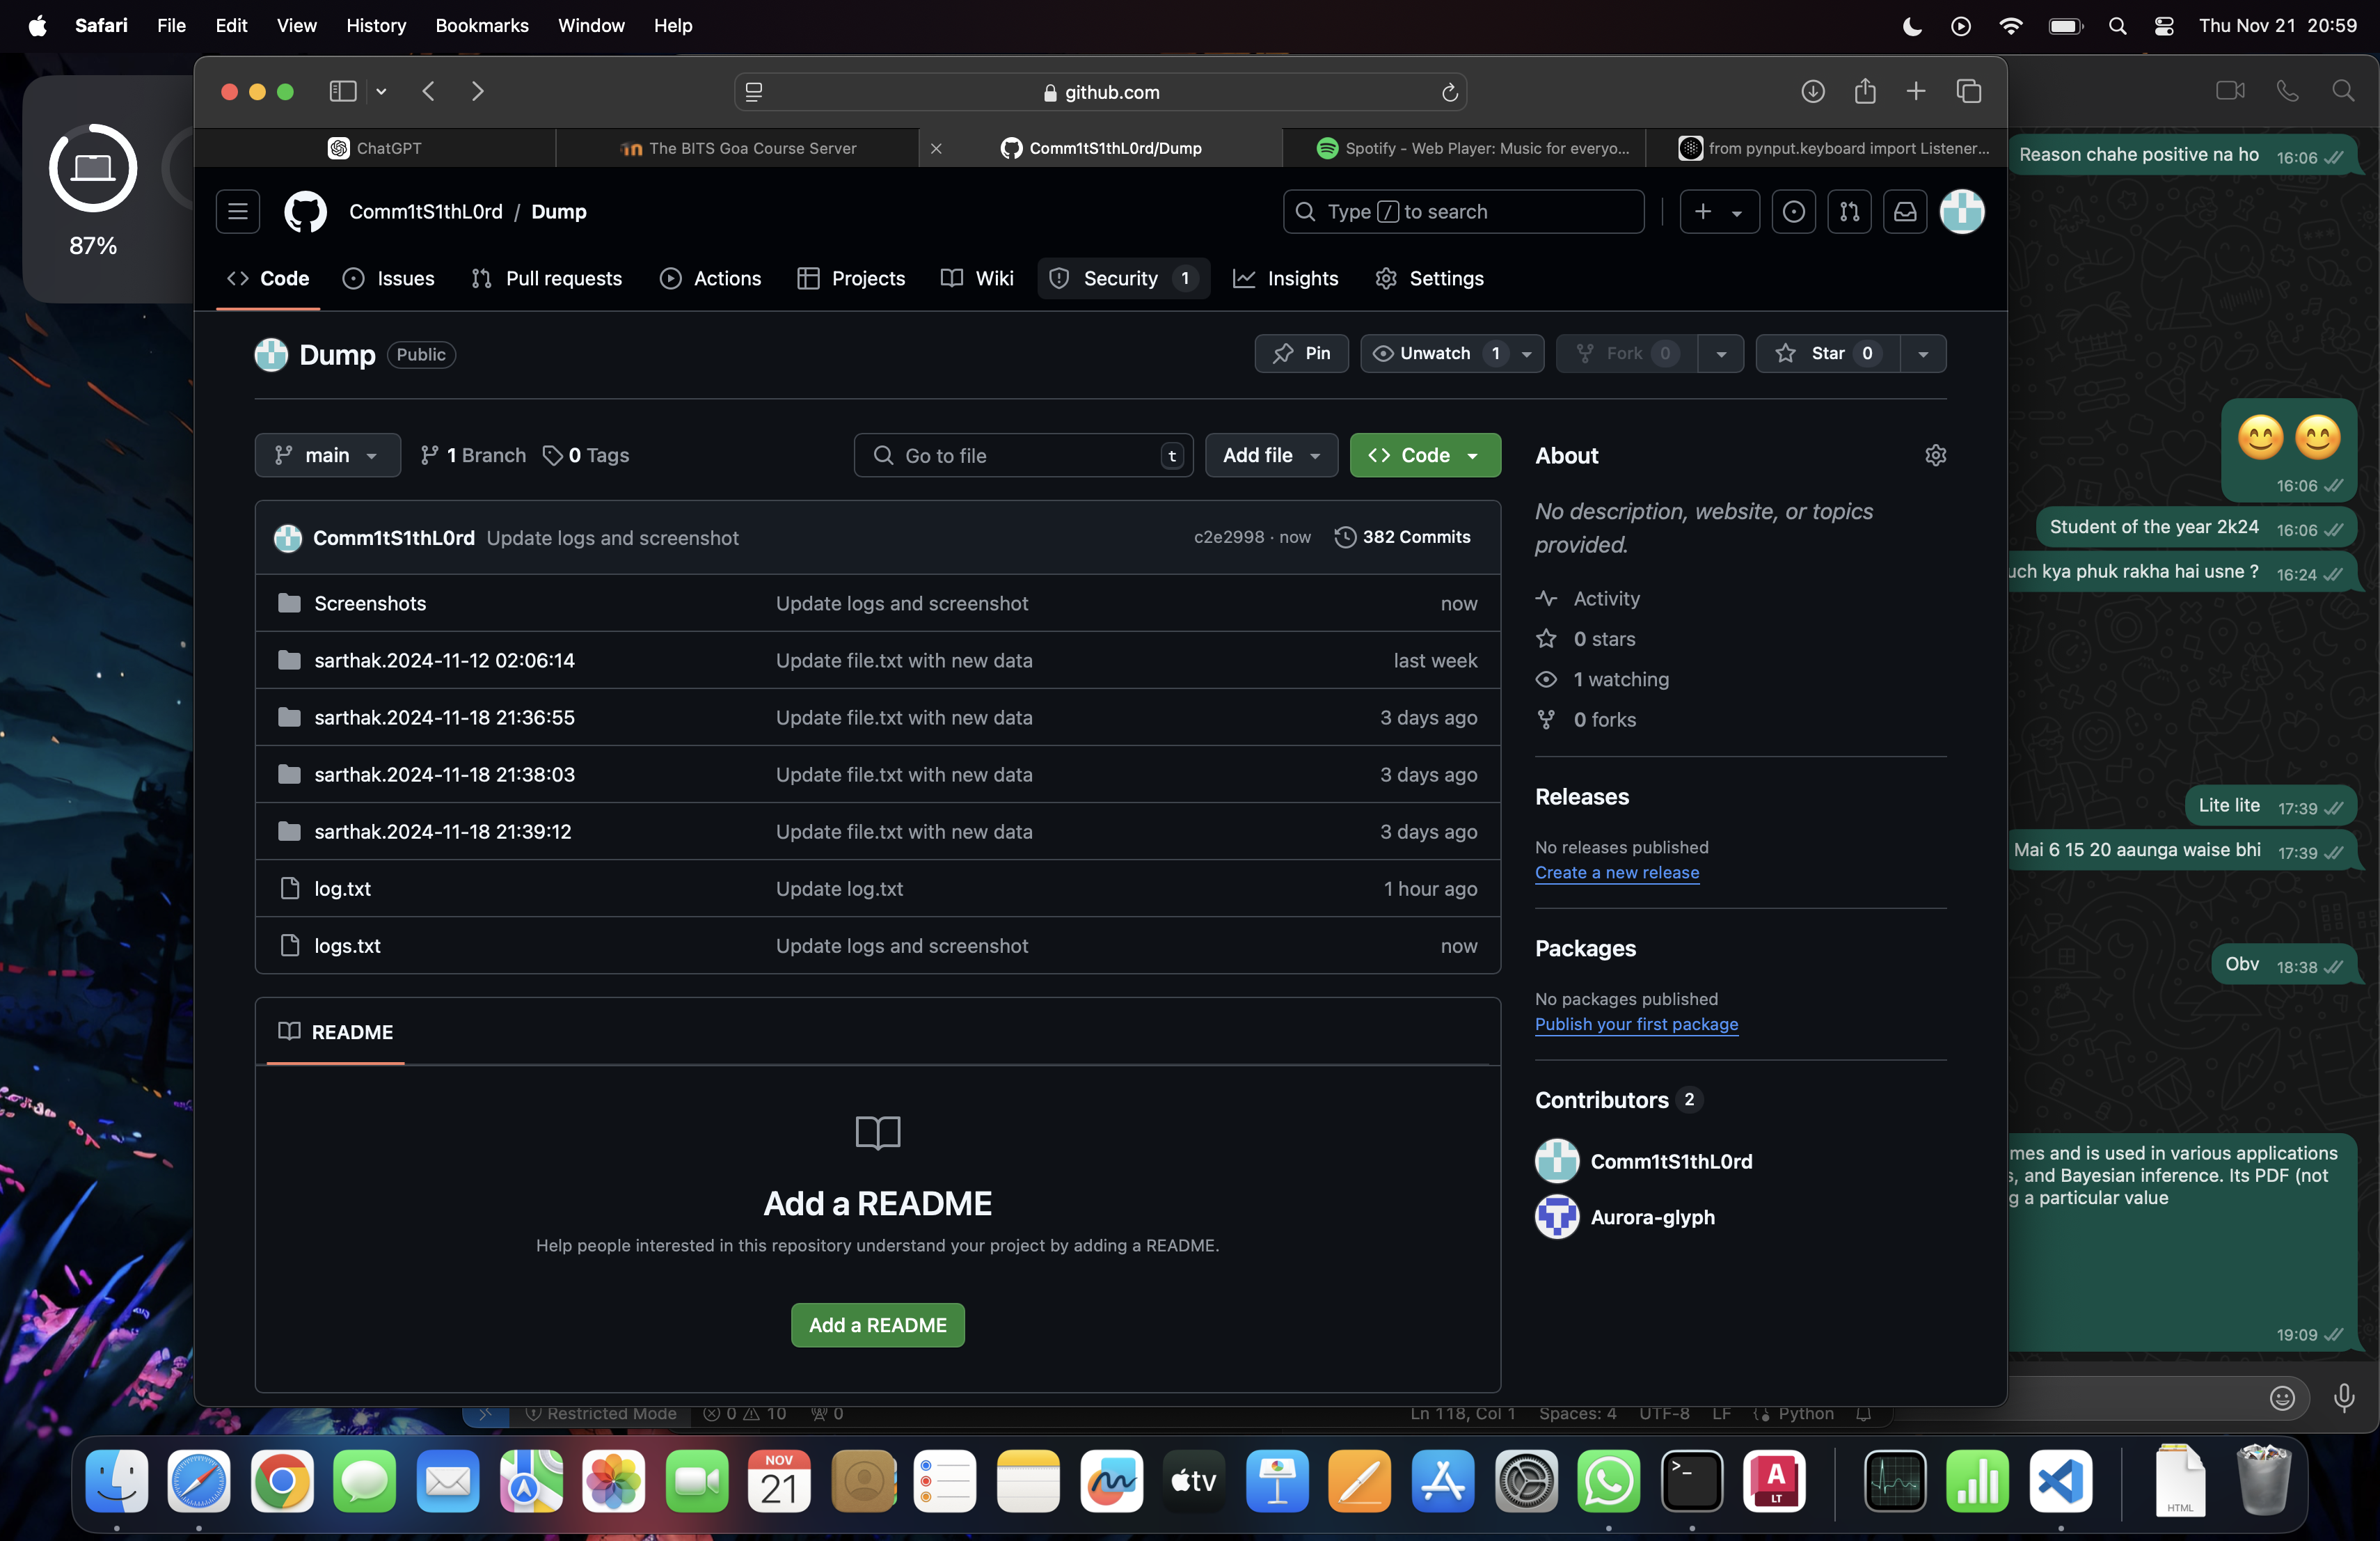 Safari File Edit View History Bookmarks Window Help Thu Nov 21 20:59
github.com
ChatGPT The BITS Goa Course Server Comm1tS1thL0rd/Dump Spotify - Web Player: Music for everyo... from pynput.keyboard import Listener...
87%
Comm1tS1thL0rd / Dump Type / to search
Code Issues Pull requests Actions Projects Wiki Security 1 Insights Settings
Dump Public Pin Unwatch 1 Fork 0 Star 0
main 1 Branch 0 Tags Go to file t Add file Code
Comm1tS1thL0rd Update logs and screenshot c2e2998 · now 382 Commits
Screenshots Update logs and screenshot now
sarthak.2024-11-12 02:06:14 Update file.txt with new data last week
sarthak.2024-11-18 21:36:55 Update file.txt with new data 3 days ago
sarthak.2024-11-18 21:38:03 Update file.txt with new data 3 days ago
sarthak.2024-11-18 21:39:12 Update file.txt with new data 3 days ago
log.txt Update log.txt 1 hour ago
logs.txt Update logs and screenshot now
README
Add a README
Help people interested in this repository understand your project by adding a README.
Add a README
About
No description, website, or topics
provided.
Activity
0 stars
1 watching
0 forks
Releases
No releases published
Create a new release
Packages
No packages published
Publish your first package
Contributors 2
Comm1tS1thL0rd
Aurora-glyph
Reason chahe positive na ho 16:06
😊 😊
16:06
Student of the year 2k24 16:06
uch kya phuk rakha hai usne ? 16:24
Lite lite 17:39
Mai 6 15 20 aaunga waise bhi 17:39
Obv 18:38
mes and is used in various applications
s, and Bayesian inference. Its PDF (not
g a particular value
19:09
Restricted Mode 0 10 0 Ln 118, Col 1 Spaces: 4 UTF-8 LF Python
NOV
21
tv
A
LT
HTML